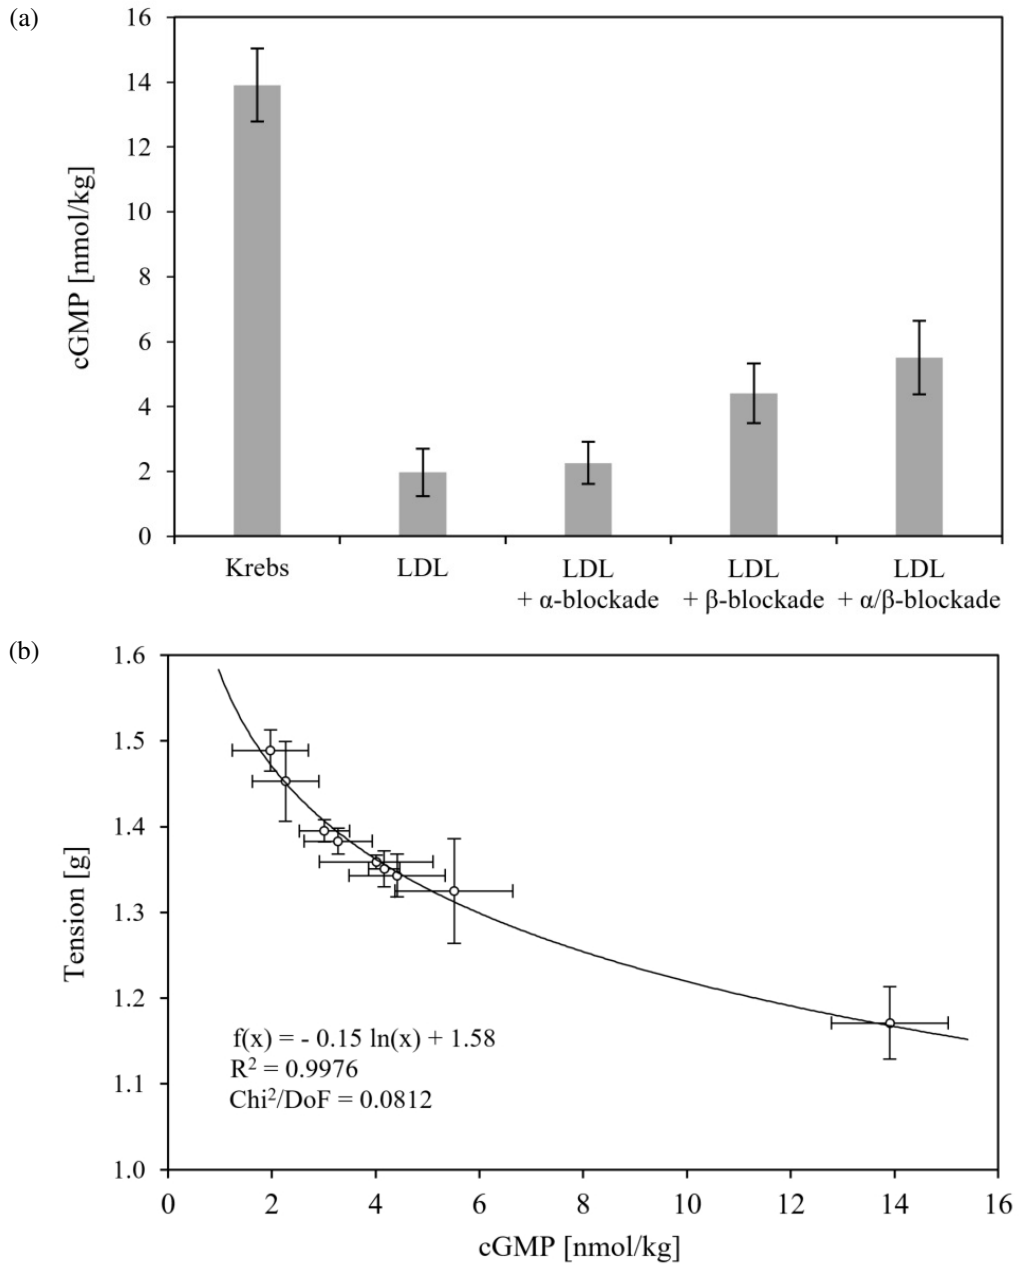 (a)
16
14
12
10
8
6
4
2
0
cGMP [nmol/kg]
Krebs
LDL
LDL
+ α-blockade
LDL
+ β-blockade
LDL
+ α/β-blockade
(b)
1.6
1.5
1.4
1.3
1.2
1.1
1.0
Tension [g]
f(x) = - 0.15 ln(x) + 1.58
R² = 0.9976
Chi²/DoF = 0.0812
0 2 4 6 8 10 12 14 16
cGMP [nmol/kg]